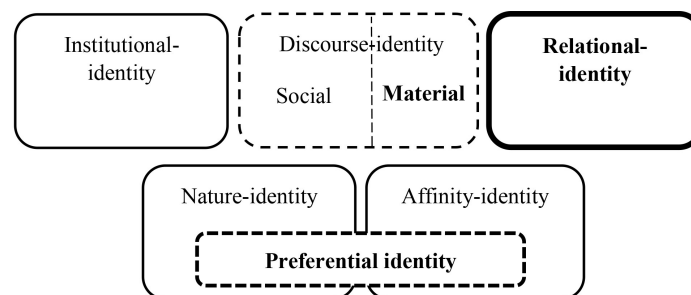 Institutional-
identity
Discourse-identity
Social
Material
Relational-
identity
Nature-identity
Affinity-identity
Preferential identity